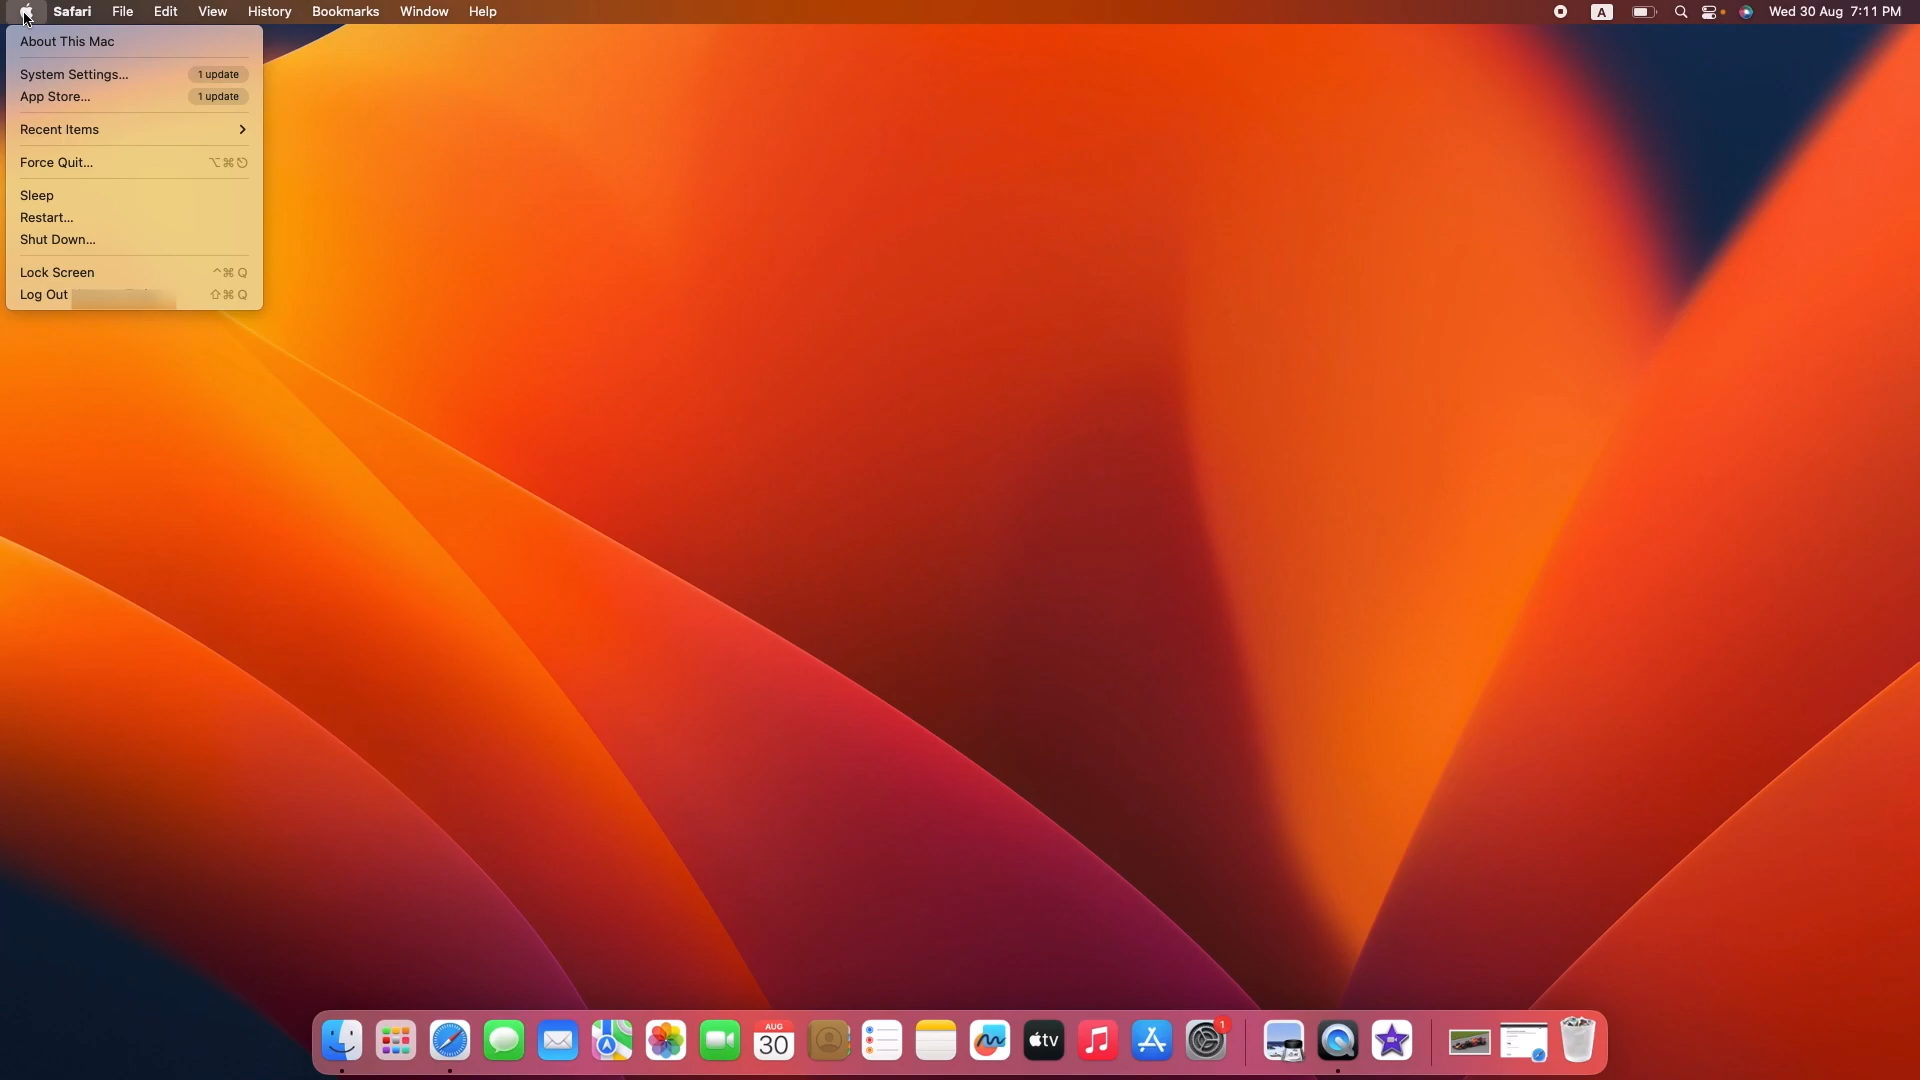 Safari File Edit View History Bookmarks Window Help A Wed 30 Aug 7:11 PM
About This Mac
System Settings... 1 update
App Store... 1 update
Recent Items
Force Quit... ⌥⌘⎋
Sleep
Restart...
Shut Down...
Lock Screen ^⌘Q
Log Out ⇧⌘Q
AUG
30
tv
1